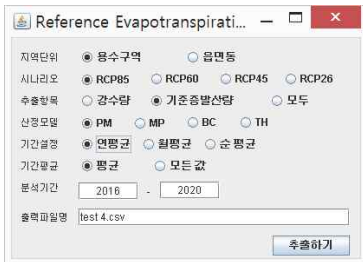 Reference Evapotranspirati...
지역단위 용수구역 읍면동
시나리오 RCP85 RCP60 RCP45 RCP26
추출항목 강수량 기준증발산량 모두
산정모델 PM MP BC TH
기간설정 연평균 월평균 순평균
기간평균 평균 모든값
분석기간 2016 - 2020
출력파일명 test 4.csv
추출하기